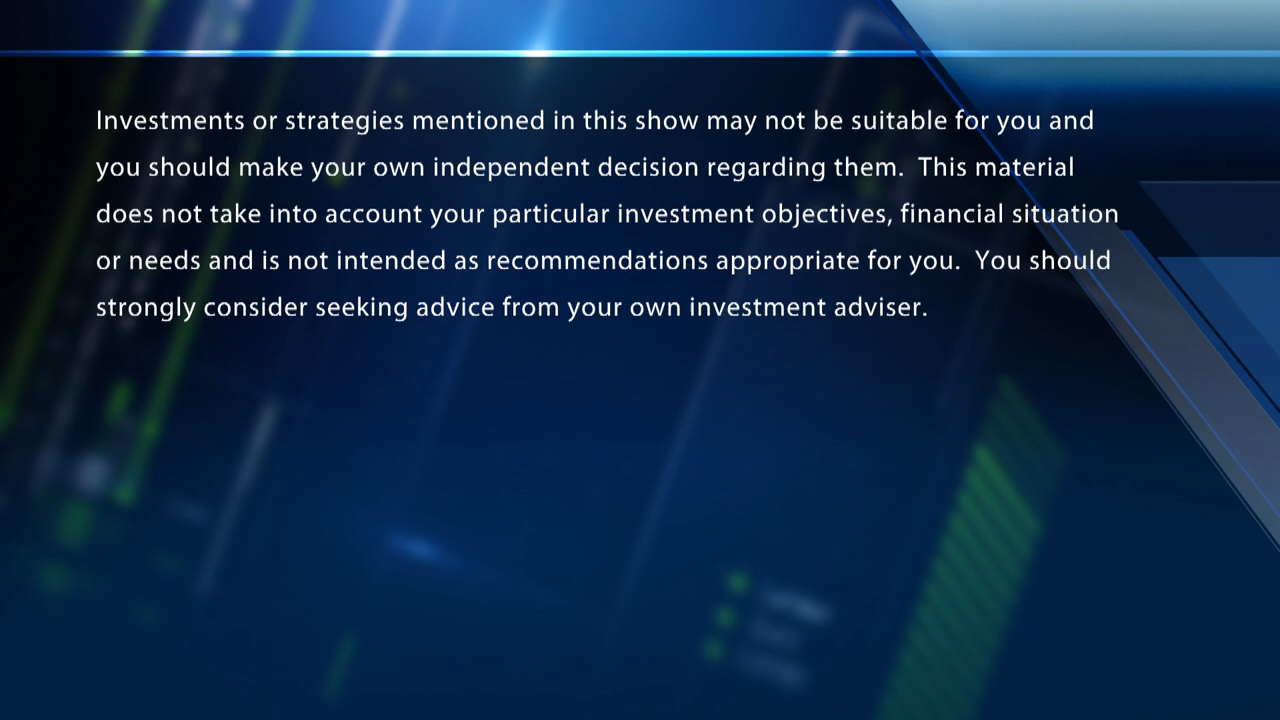 Investments or strategies mentioned in this show may not be suitable for you and
you should make your own independent decision regarding them.  This material
does not take into account your particular investment objectives, financial situation
or needs and is not intended as recommendations appropriate for you.  You should
strongly consider seeking advice from your own investment adviser.